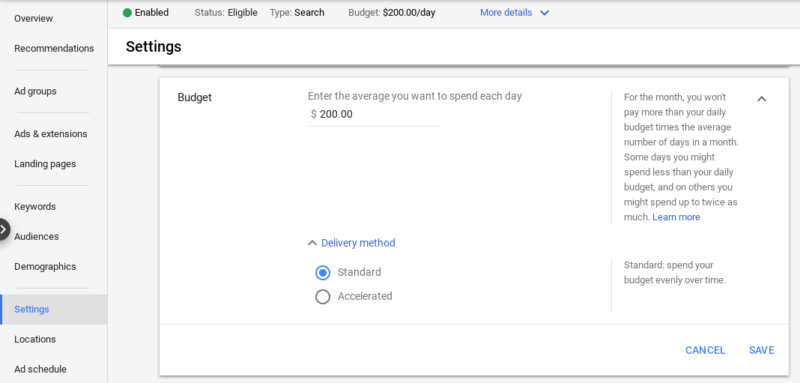 Overview
Recommendations
Ad groups
Ads & extensions
Landing pages
Keywords
Audiences
Demographics
Settings
Locations
Ad schedule
Enabled Status: Eligible Type: Search Budget: $200.00/day More details
Settings
Budget
Enter the average you want to spend each day
$ 200.00
For the month, you won't
pay more than your daily
budget times the average
number of days in a month.
Some days you might
spend less than your daily
budget, and on others you
might spend up to twice as
much. Learn more
Delivery method
Standard
Accelerated
Standard: spend your
budget evenly over time.
CANCEL SAVE